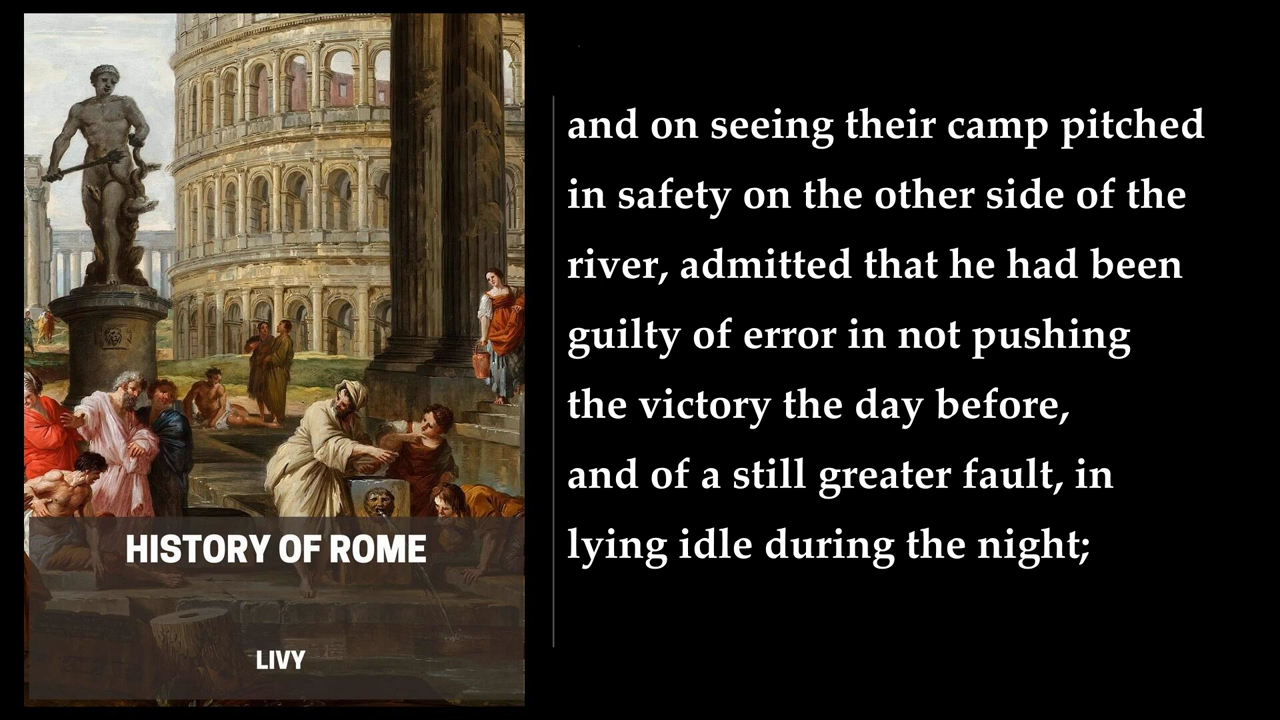 HISTORY OF ROME
LIVY
and on seeing their camp pitched
in safety on the other side of the
river, admitted that he had been
guilty of error in not pushing
the victory the day before,
and of a still greater fault, in
lying idle during the night;